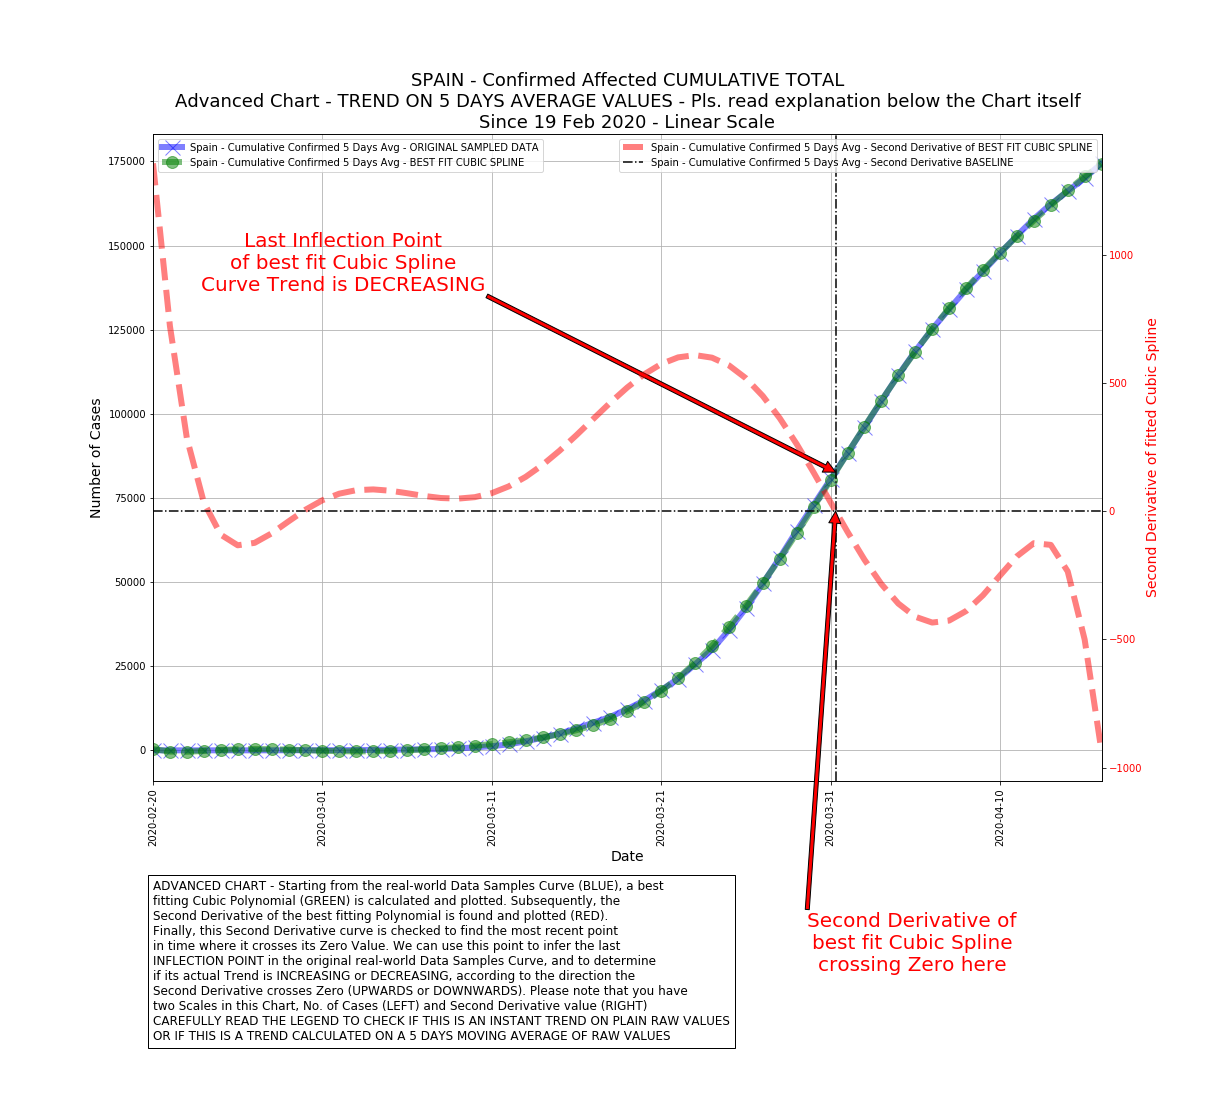 SPAIN - Confirmed Affected CUMULATIVE TOTAL
Advanced Chart - TREND ON 5 DAYS AVERAGE VALUES - Pls. read explanation below the Chart itself
Since 19 Feb 2020 - Linear Scale
Spain - Cumulative Confirmed 5 Days Avg - ORIGINAL SAMPLED DATA
Spain - Cumulative Confirmed 5 Days Avg - BEST FIT CUBIC SPLINE
Spain - Cumulative Confirmed 5 Days Avg - Second Derivative of BEST FIT CUBIC SPLINE
Spain - Cumulative Confirmed 5 Days Avg - Second Derivative BASELINE
Last Inflection Point
of best fit Cubic Spline
Curve Trend is DECREASING
Number of Cases
175000
150000
125000
100000
75000
50000
25000
0
1000
500
0
−500
−1000
Second Derivative of fitted Cubic Spline
2020-02-20
2020-03-01
2020-03-11
2020-03-21
2020-03-31
2020-04-10
Date
Second Derivative of
best fit Cubic Spline
crossing Zero here
ADVANCED CHART - Starting from the real-world Data Samples Curve (BLUE), a best
fitting Cubic Polynomial (GREEN) is calculated and plotted. Subsequently, the
Second Derivative of the best fitting Polynomial is found and plotted (RED).
Finally, this Second Derivative curve is checked to find the most recent point
in time where it crosses its Zero Value. We can use this point to infer the last
INFLECTION POINT in the original real-world Data Samples Curve, and to determine
if its actual Trend is INCREASING or DECREASING, according to the direction the
Second Derivative crosses Zero (UPWARDS or DOWNWARDS). Please note that you have
two Scales in this Chart, No. of Cases (LEFT) and Second Derivative value (RIGHT)
CAREFULLY READ THE LEGEND TO CHECK IF THIS IS AN INSTANT TREND ON PLAIN RAW VALUES
OR IF THIS IS A TREND CALCULATED ON A 5 DAYS MOVING AVERAGE OF RAW VALUES